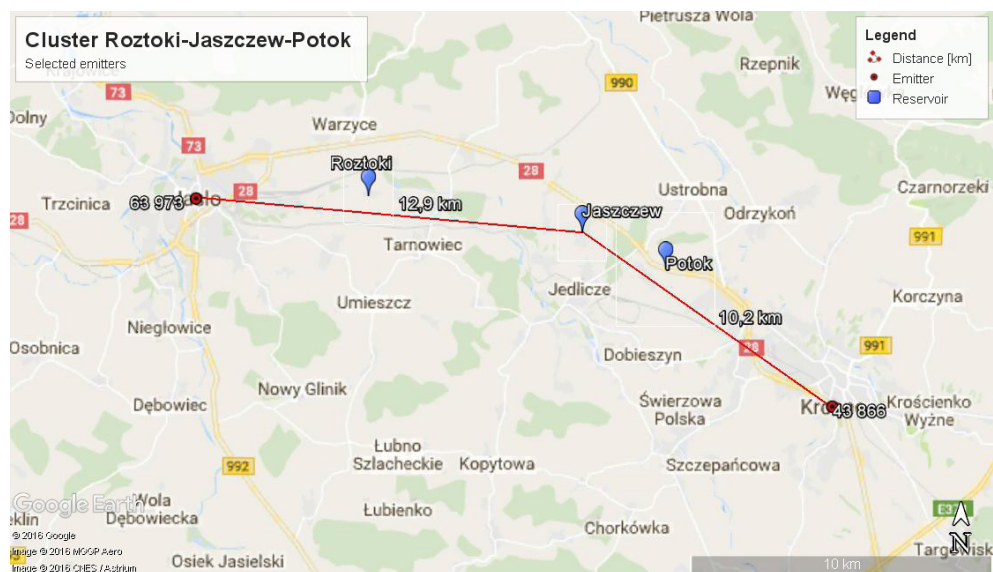 Cluster Roztoki-Jaszczew-Potok
Selected emitters
Legend
Distance [km]
Emitter
Reservoir
Pietrusza Wola
990
Rzepnik
73
Dolny
Warzyce
73
Roztoki
28
Trzcinica
63 973
28
12,9 km
Jaszczew
Ustrobna
Czarnorzeki
28
Tarnowiec
Odrzykoń
991
Potok
Jedlicze
Umieszcz
10,2 km
Korczyna
Niegłowice
Osobnica
Dobieszyn
28
991
Nowy Glinik
Dębowiec
Świerzowa
Polska
43 866
Krościenko
Wyżne
Łubno
Szlacheckie
Kopytowa
Szczepańcowa
992
Google Earth
Wola
Dębowiecka
Łubienko
Chorkówka
© 2016 Google
Image © 2016 MGGP Aero
Image © 2016 CNES / Astrium
Osiek Jasielski
10 km
N